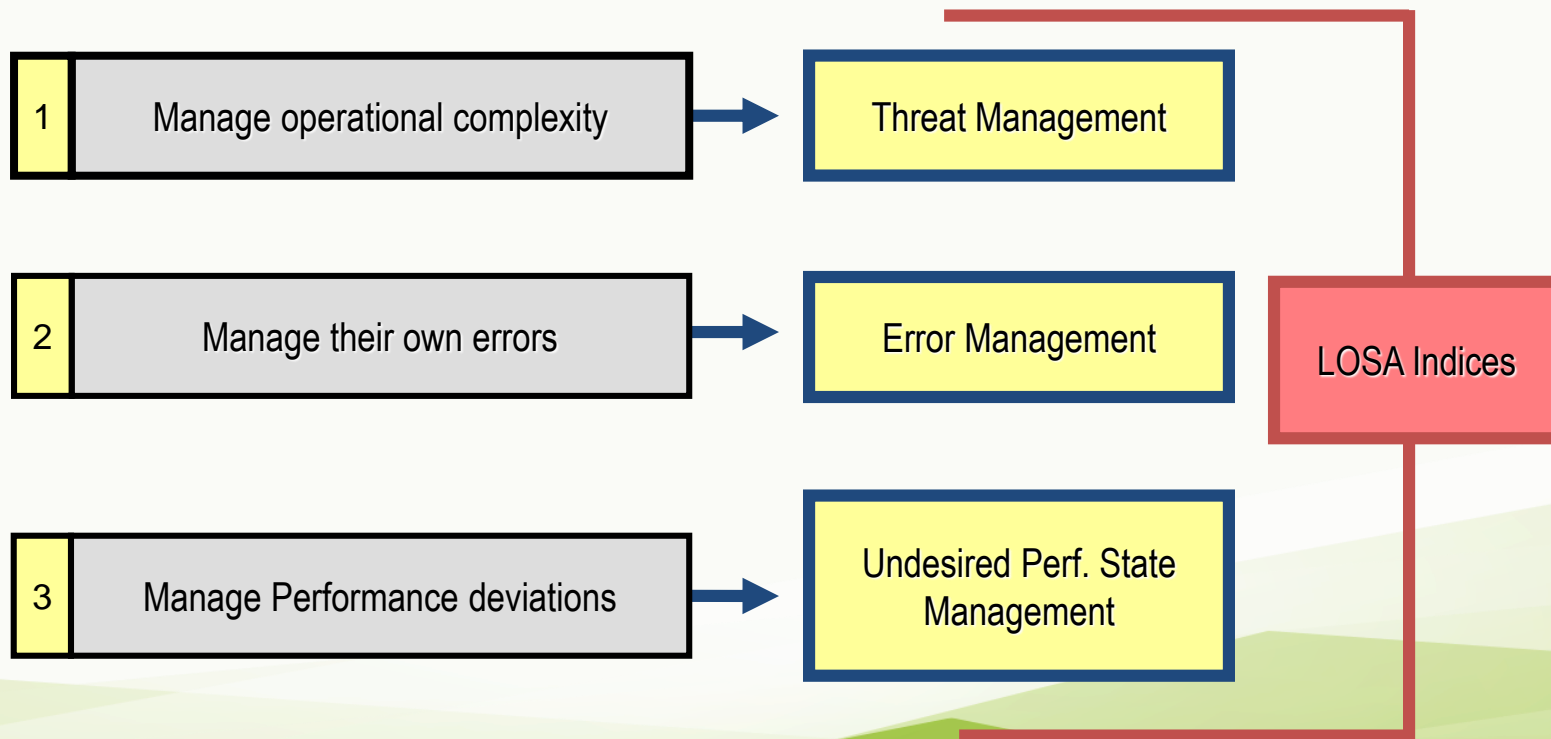 1
Manage operational complexity
Threat Management
2
Manage their own errors
Error Management
LOSA Indices
3
Manage Performance deviations
Undesired Perf. State
Management